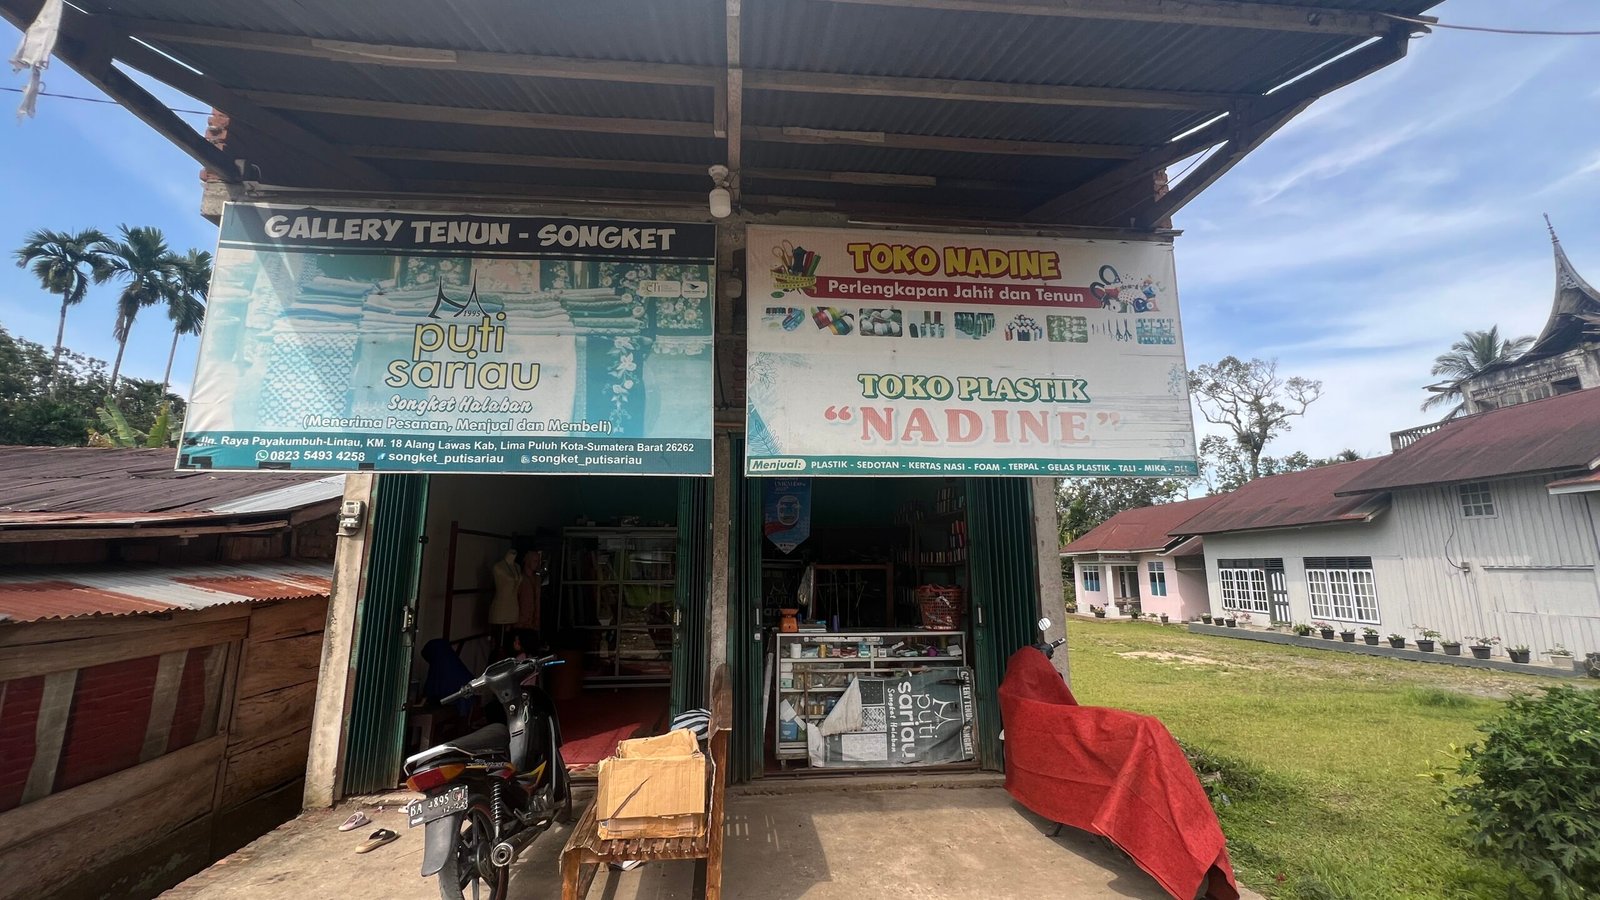 GALLERY TENUN - SONGKET
1995
puti
sariau
Songket Halaban
(Menerima Pesanan, Menjual dan Membeli)
Jln. Raya Payakumbuh-Lintau, KM. 18 Alang Lawas Kab, Lima Puluh Kota-Sumatera Barat 26262
0823 5493 4258 songket_putisariau songket_putisariau
TOKO NADINE
Perlengkapan Jahit dan Tenun
TOKO PLASTIK
“NADINE”
Menjual: PLASTIK - SEDOTAN - KERTAS NASI - FOAM - TERPAL - GELAS PLASTIK - TALI - MIKA - DLL
puti
sariau
Songket Halaban